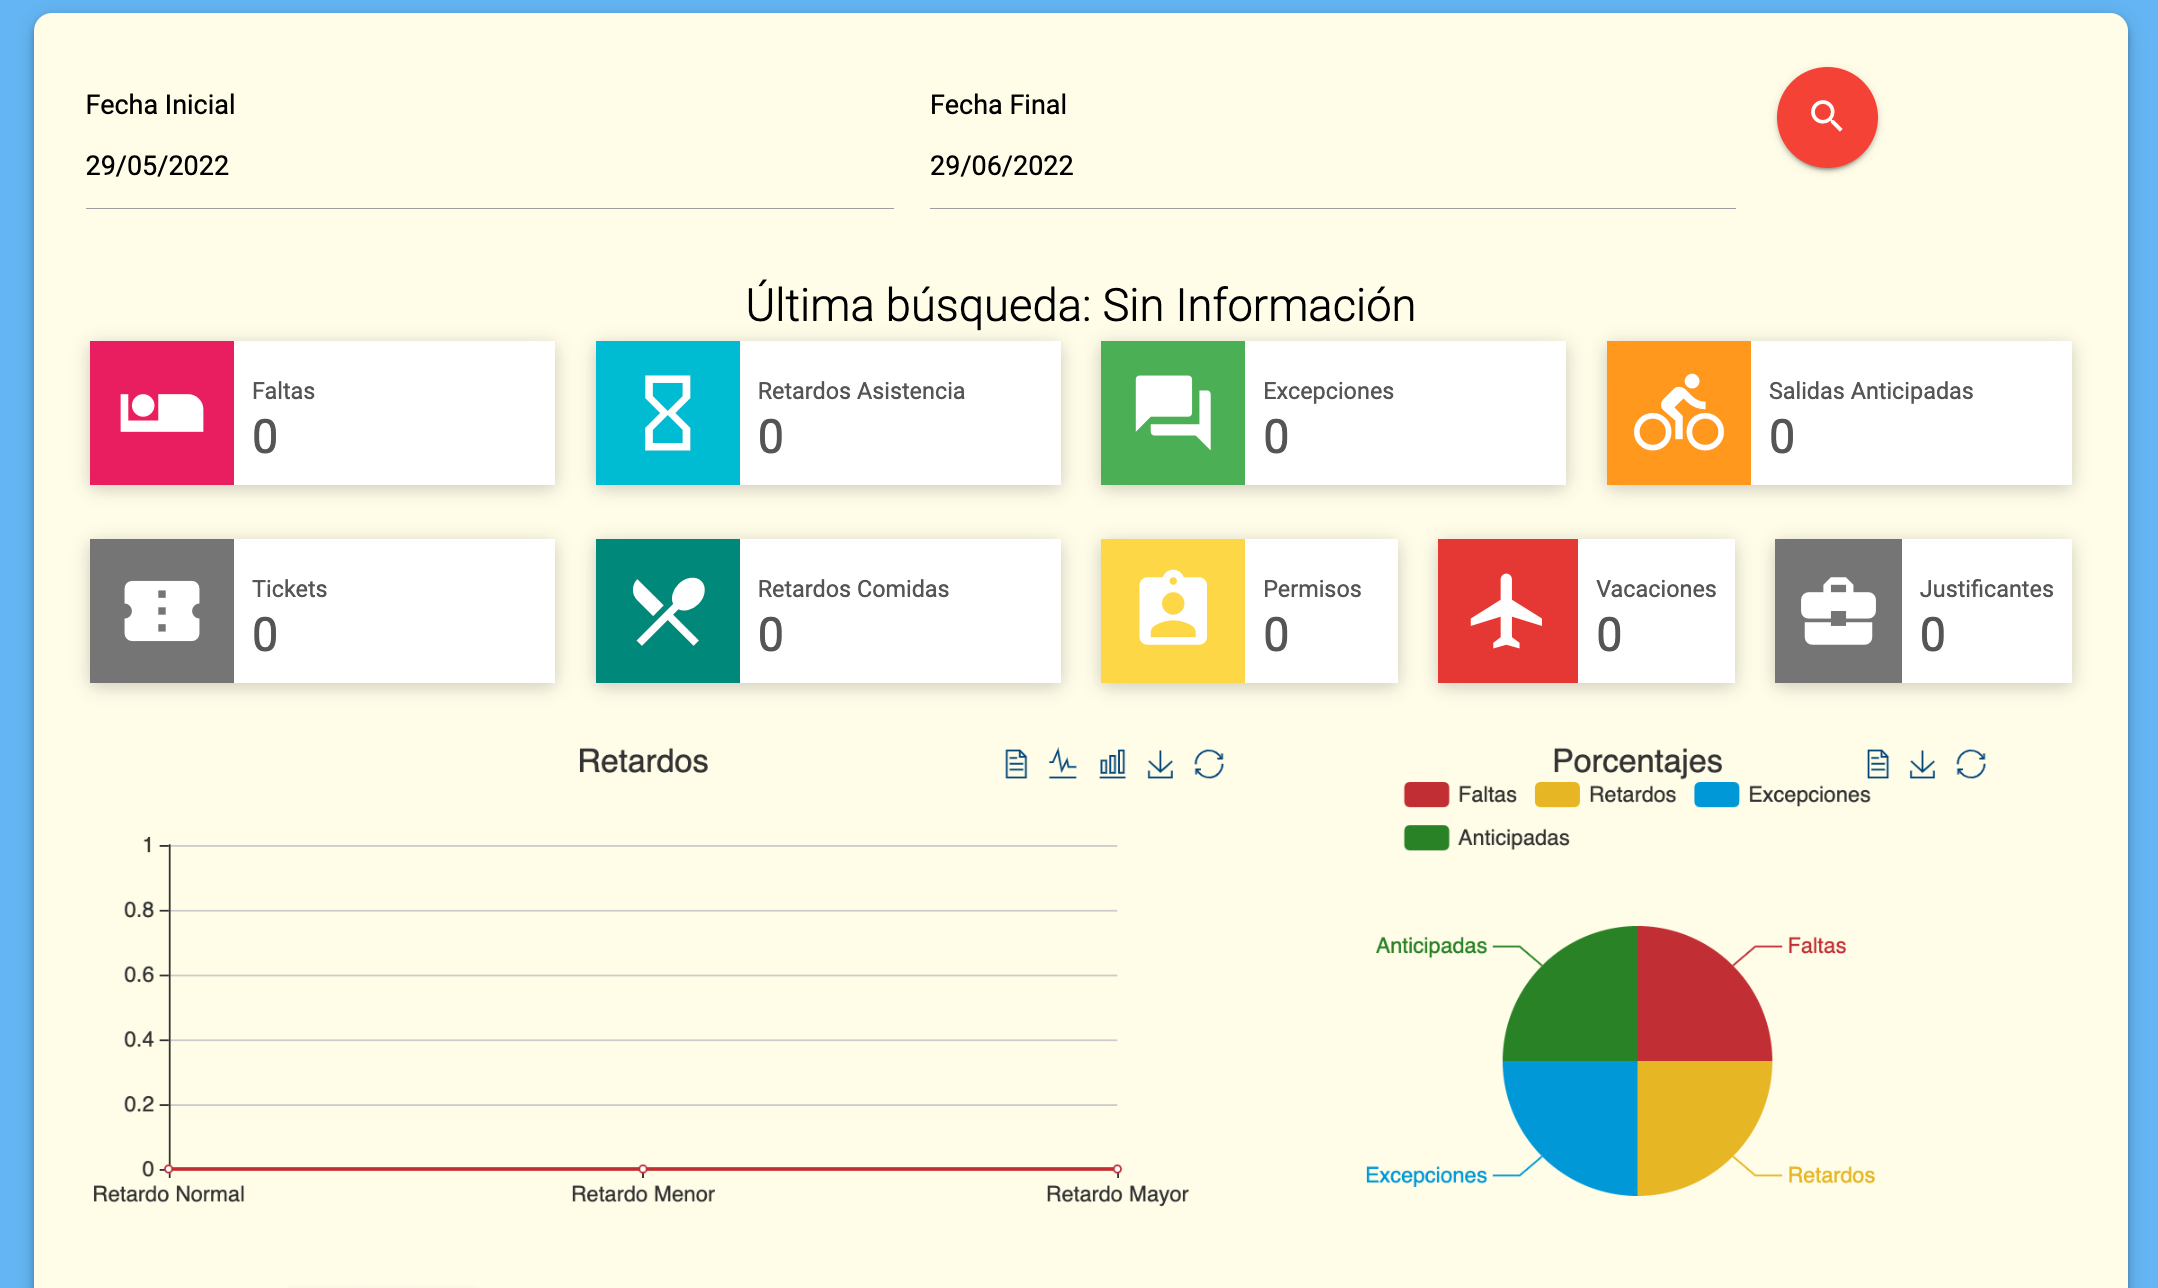 Fecha Inicial
29/05/2022
Fecha Final
29/06/2022
Última búsqueda: Sin Información
Faltas
0
Retardos Asistencia
0
Excepciones
0
Salidas Anticipadas
0
Tickets
0
Retardos Comidas
0
Permisos
0
Vacaciones
0
Justificantes
0
Retardos
1
0.8
0.6
0.4
0.2
0
Retardo Normal
Retardo Menor
Retardo Mayor
Porcentajes
Faltas
Retardos
Excepciones
Anticipadas
Anticipadas
Faltas
Excepciones
Retardos